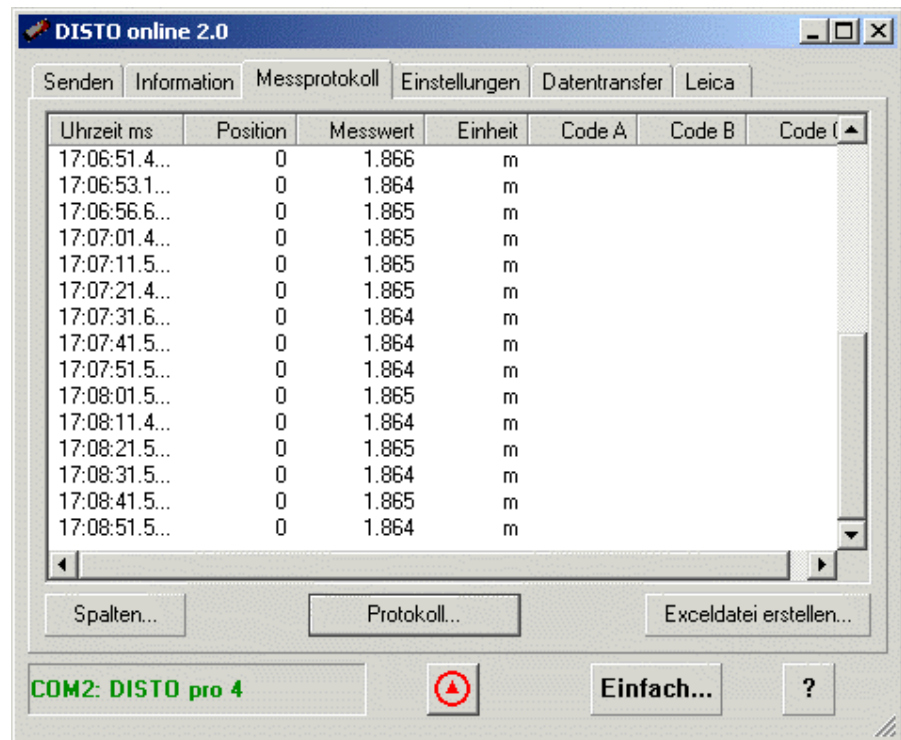 DISTO online 2.0
Senden Information Messprotokoll Einstellungen Datentransfer Leica
Uhrzeit ms Position Messwert Einheit Code A Code B Code
17:06:51.4... 0 1.866 m
17:06:53.1... 0 1.864 m
17:06:56.6... 0 1.865 m
17:07:01.4... 0 1.865 m
17:07:11.5... 0 1.865 m
17:07:21.4... 0 1.865 m
17:07:31.6... 0 1.864 m
17:07:41.5... 0 1.864 m
17:07:51.5... 0 1.864 m
17:08:01.5... 0 1.865 m
17:08:11.4... 0 1.864 m
17:08:21.5... 0 1.865 m
17:08:31.5... 0 1.864 m
17:08:41.5... 0 1.865 m
17:08:51.5... 0 1.864 m
Spalten... Protokoll... Exceldatei erstellen...
COM2: DISTO pro 4 Einfach... ?